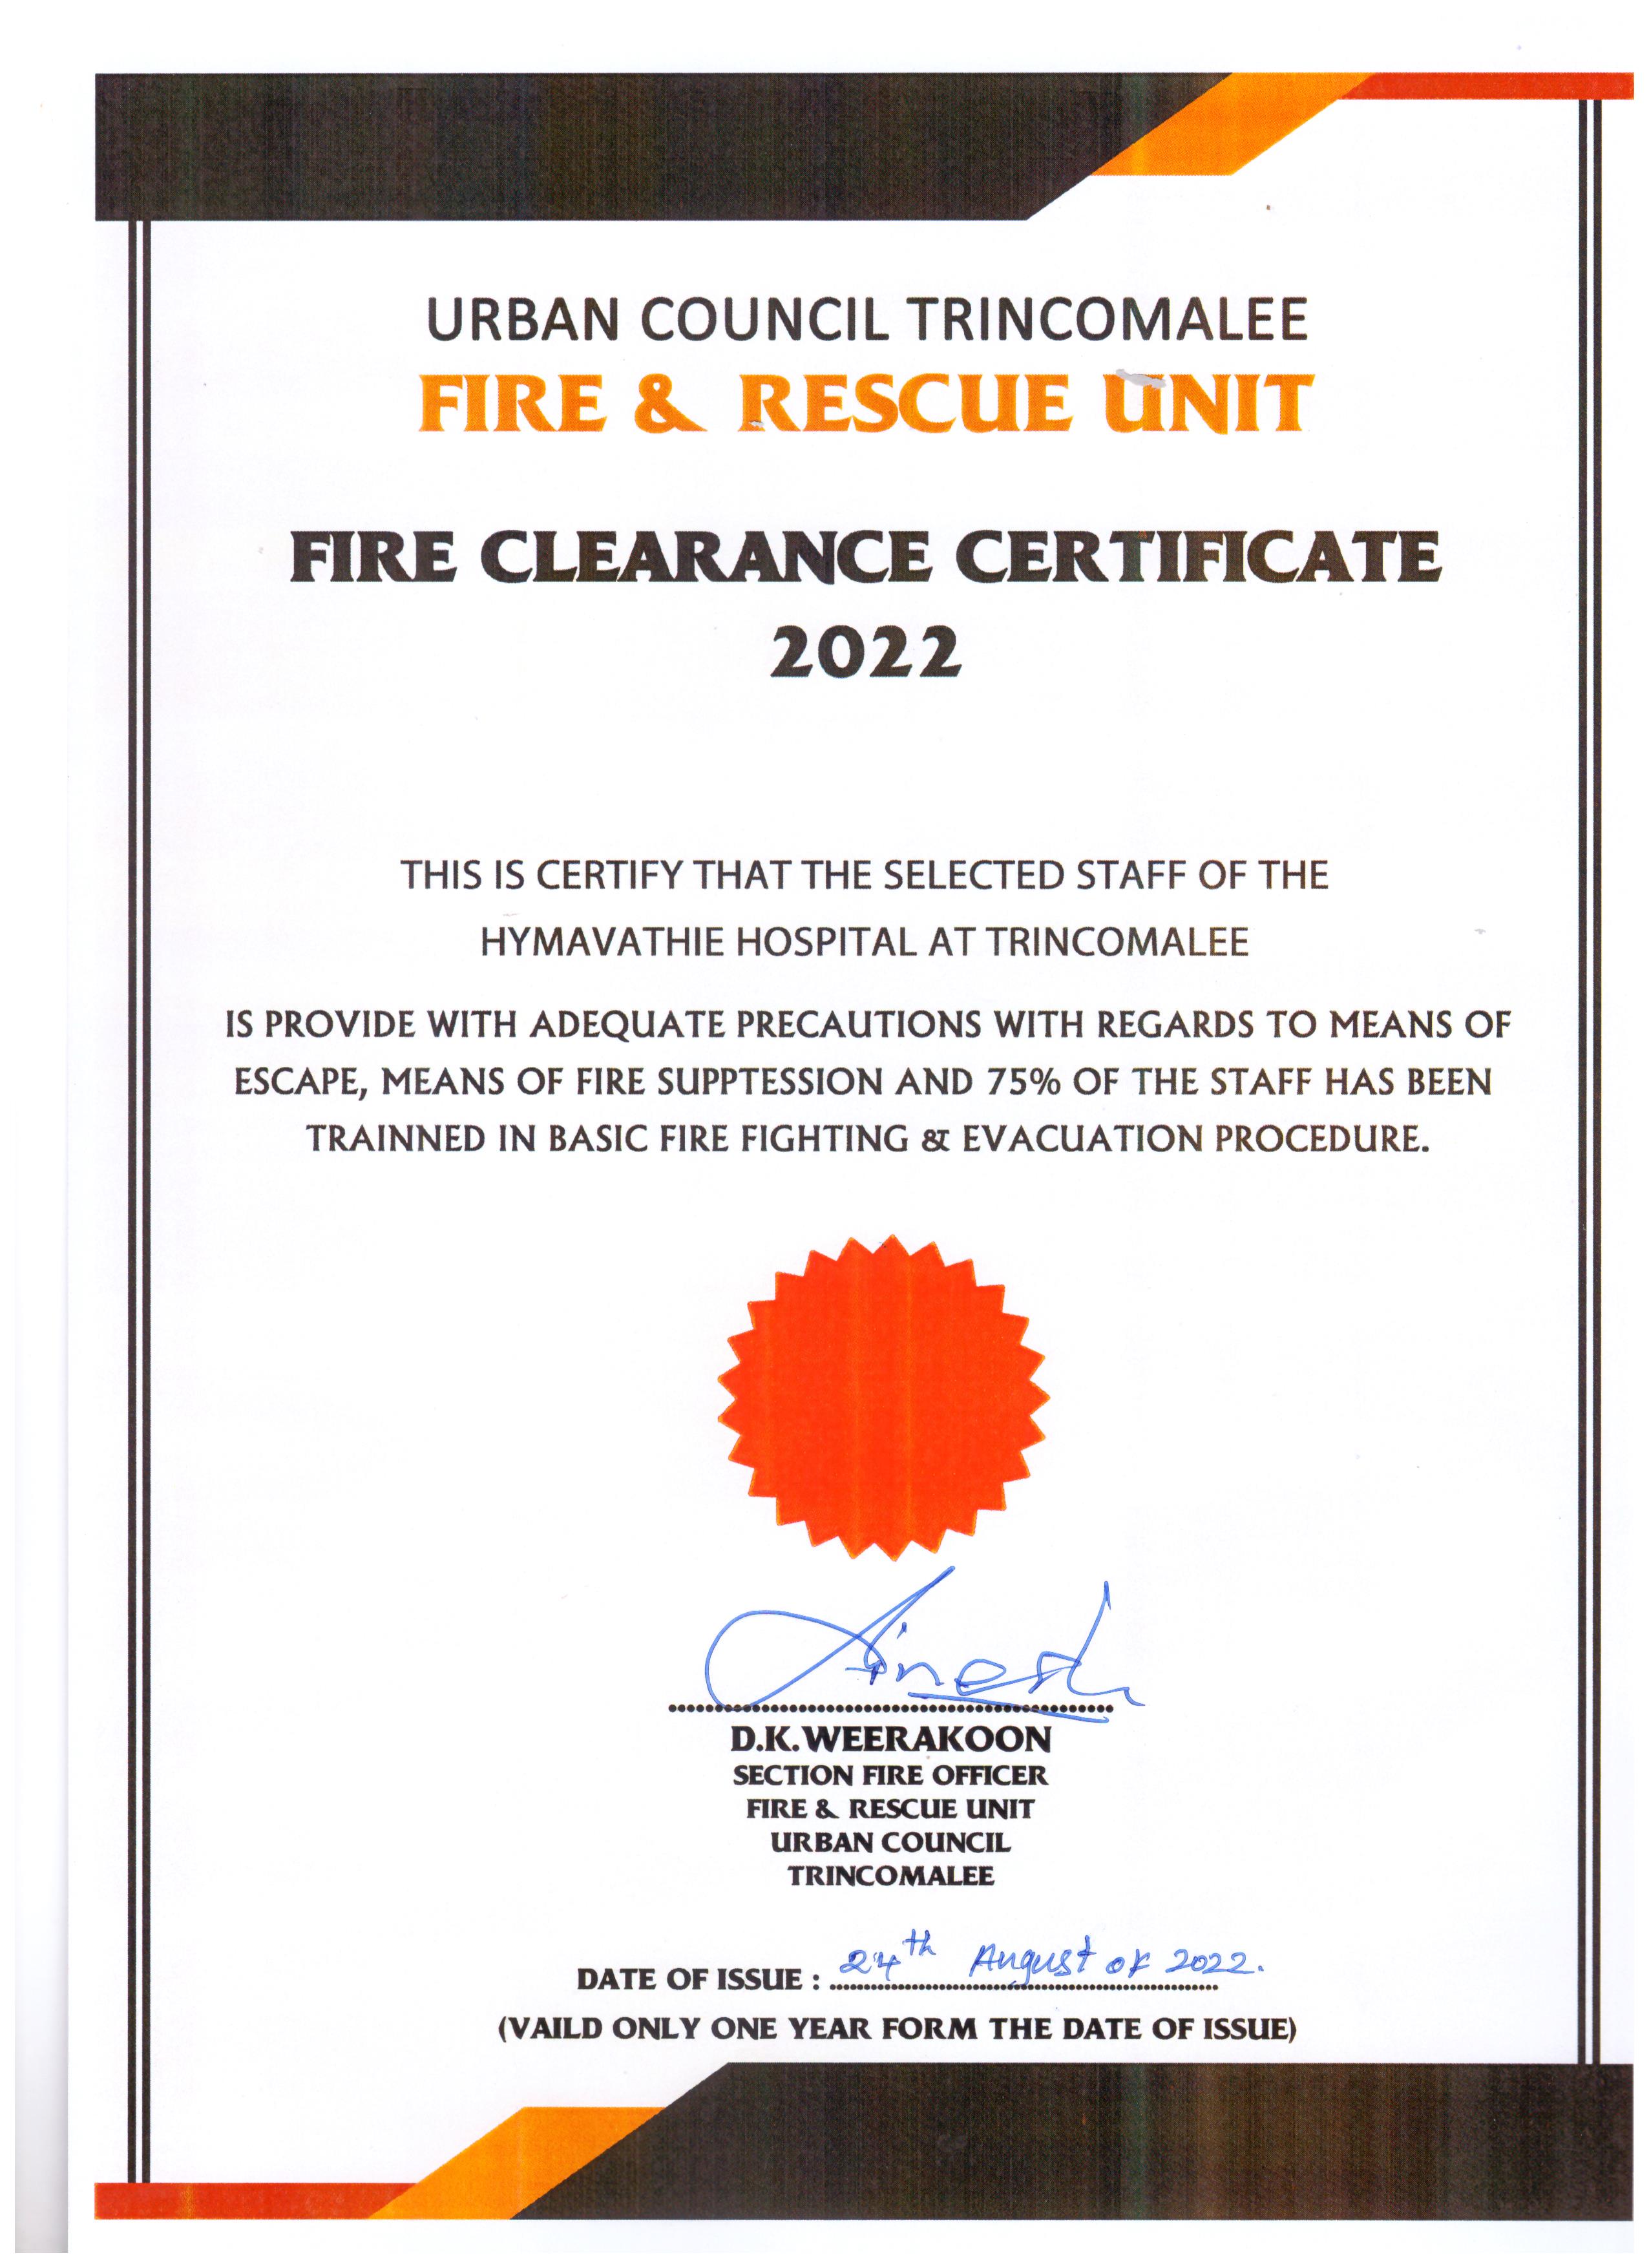 URBAN COUNCIL TRINCOMALEE
FIRE & RESCUE UNIT
FIRE CLEARANCE CERTIFICATE
2022
THIS IS CERTIFY THAT THE SELECTED STAFF OF THE
HYMAVATHIE HOSPITAL AT TRINCOMALEE
IS PROVIDE WITH ADEQUATE PRECAUTIONS WITH REGARDS TO MEANS OF
ESCAPE, MEANS OF FIRE SUPPTESSION AND 75% OF THE STAFF HAS BEEN
TRAINNED IN BASIC FIRE FIGHTING & EVACUATION PROCEDURE.
D.K.WEERAKOON
SECTION FIRE OFFICER
FIRE & RESCUE UNIT
URBAN COUNCIL
TRINCOMALEE
DATE OF ISSUE : 24th August of 2022.
(VAILD ONLY ONE YEAR FORM THE DATE OF ISSUE)